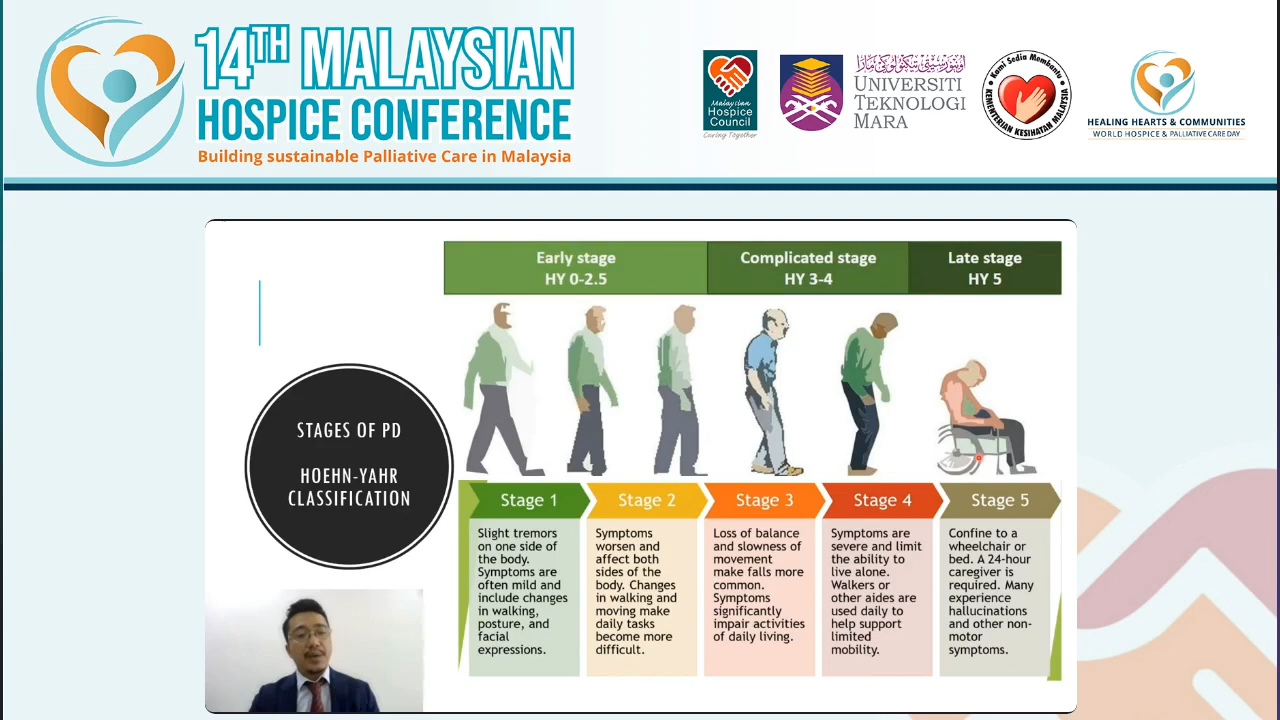 14TH MALAYSIAN
HOSPICE CONFERENCE
Building sustainable Palliative Care in Malaysia
Malaysian
Hospice
Council
Caring Together
UNIVERSITI
TEKNOLOGI
MARA
Kami Sedia Membantu
KEMENTERIAN KESIHATAN MALAYSIA
HEALING HEARTS & COMMUNITIES
WORLD HOSPICE & PALLIATIVE CARE DAY
STAGES OF PD
HOEHN-YAHR
CLASSIFICATION
Early stage
HY 0-2.5
Complicated stage
HY 3-4
Late stage
HY 5
Stage 1
Slight tremors
on one side of
the body.
Symptoms are
often mild and
include changes
in walking,
posture, and
facial
expressions.
Stage 2
Symptoms
worsen and
affect both
sides of the
body. Changes
in walking and
moving make
daily tasks
become more
difficult.
Stage 3
Loss of balance
and slowness of
movement
make falls more
common.
Symptoms
significantly
impair activities
of daily living.
Stage 4
Symptoms are
severe and limit
the ability to
live alone.
Walkers or
other aides are
used daily to
help support
limited
mobility.
Stage 5
Confine to a
wheelchair or
bed. A 24-hour
caregiver is
required. Many
experience
hallucinations
and other non-
motor
symptoms.